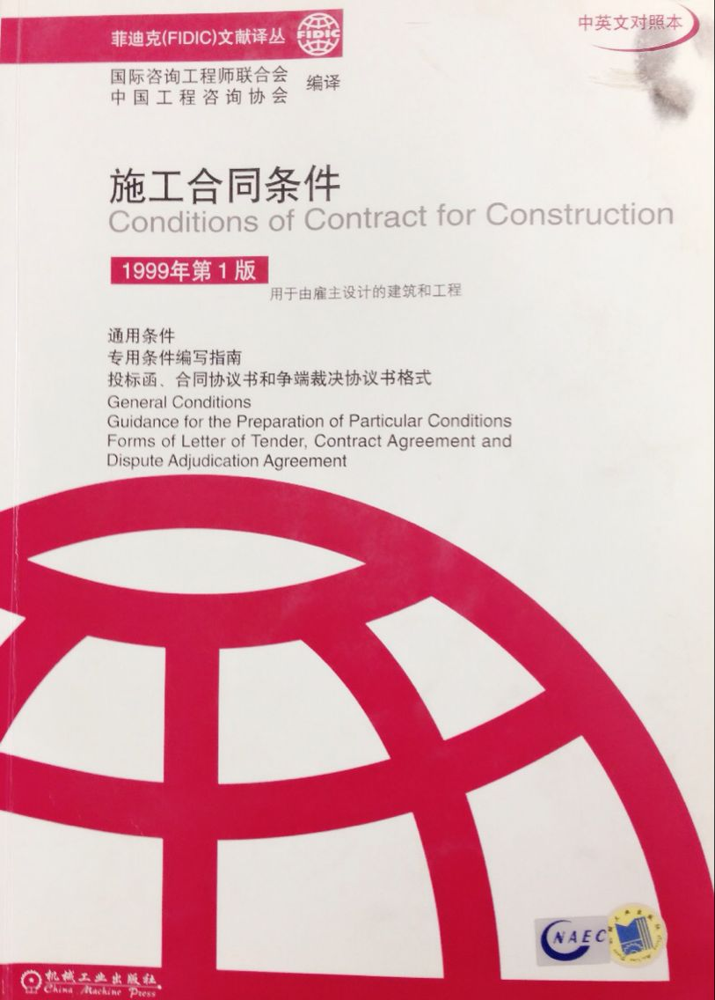 菲迪克(FIDIC)文献译丛
FIDIC
中英文对照本
国际咨询工程师联合会
中国工程咨询协会
编译
施工合同条件
Conditions of Contract for Construction
1999年第1版
用于由雇主设计的建筑和工程
通用条件
专用条件编写指南
投标函、合同协议书和争端裁决协议书格式
General Conditions
Guidance for the Preparation of Particular Conditions
Forms of Letter of Tender, Contract Agreement and
Dispute Adjudication Agreement
NAEC
机械工业出版社
China Machine Press